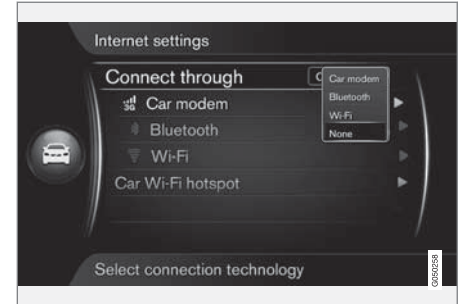 Internet settings
Connect through
Car modem
Bluetooth
Wi-Fi
None
3G Car modem
Bluetooth
Wi-Fi
Car Wi-Fi hotspot
Select connection technology
G050258